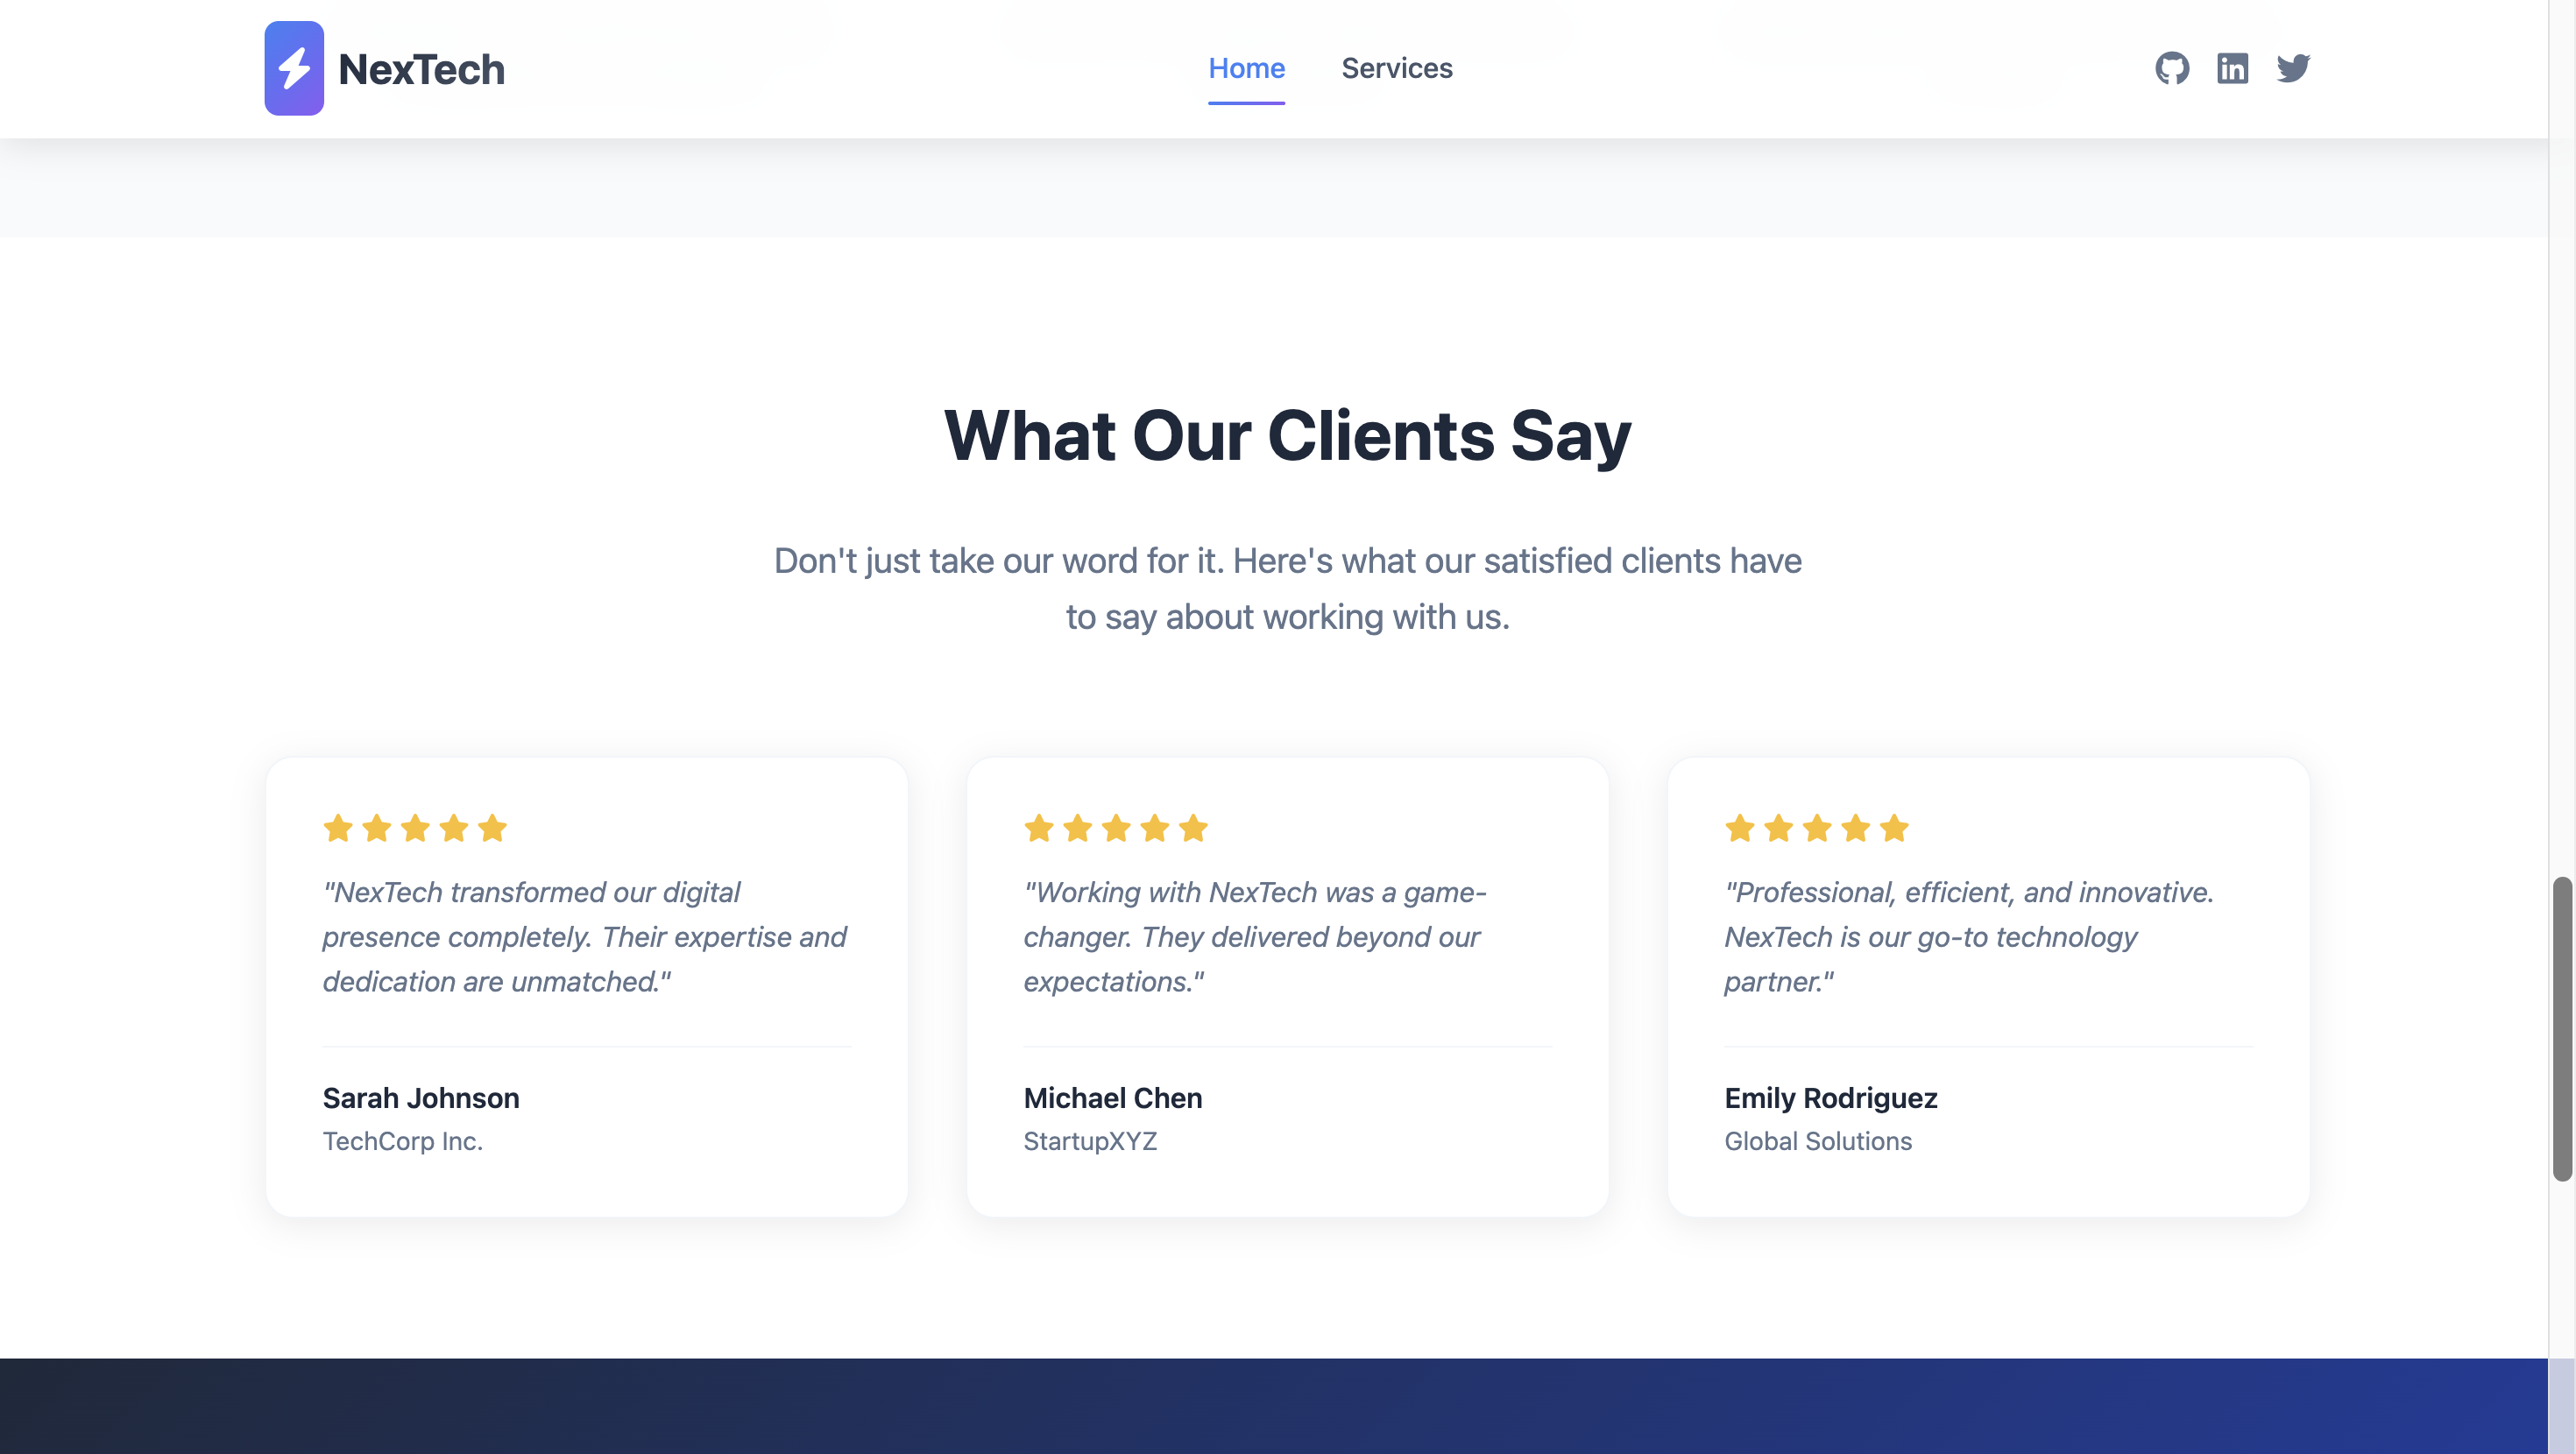 NexTech
Home
Services
What Our Clients Say
Don't just take our word for it. Here's what our satisfied clients have
to say about working with us.
"NexTech transformed our digital
presence completely. Their expertise and
dedication are unmatched."
Sarah Johnson
TechCorp Inc.
"Working with NexTech was a game-
changer. They delivered beyond our
expectations."
Michael Chen
StartupXYZ
"Professional, efficient, and innovative.
NexTech is our go-to technology
partner."
Emily Rodriguez
Global Solutions